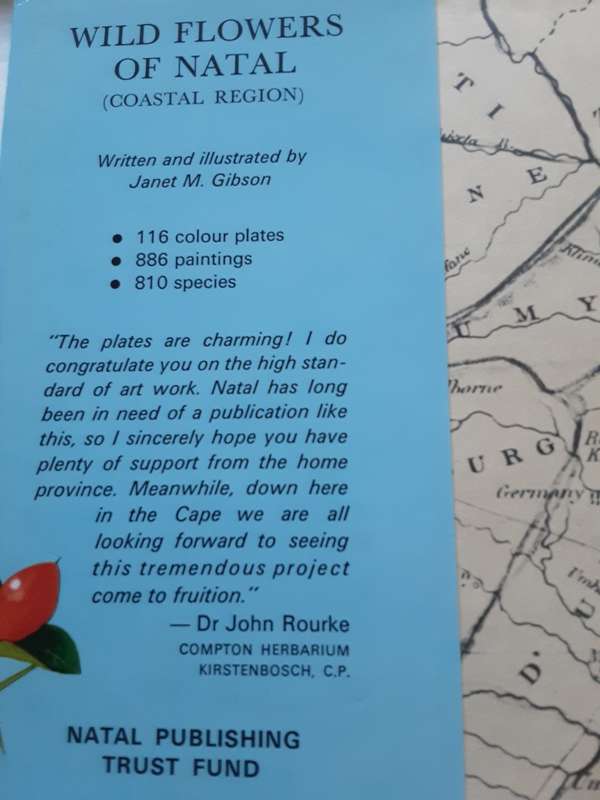 WILD FLOWERS
OF NATAL
(COASTAL REGION)
Written and illustrated by
Janet M. Gibson
● 116 colour plates
● 886 paintings
● 810 species
"The plates are charming! I do
congratulate you on the high stan-
dard of art work. Natal has long
been in need of a publication like
this, so I sincerely hope you have
plenty of support from the home
province. Meanwhile, down here
in the Cape we are all
looking forward to seeing
this tremendous project
come to fruition."
— Dr John Rourke
COMPTON HERBARIUM
KIRSTENBOSCH, C.P.
NATAL PUBLISHING
TRUST FUND
T I
N E
U M Y
URG
Germany
D.